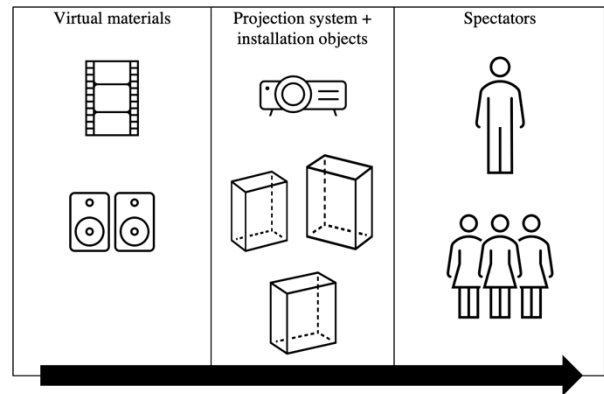 Virtual materials
Projection system +
installation objects
Spectators